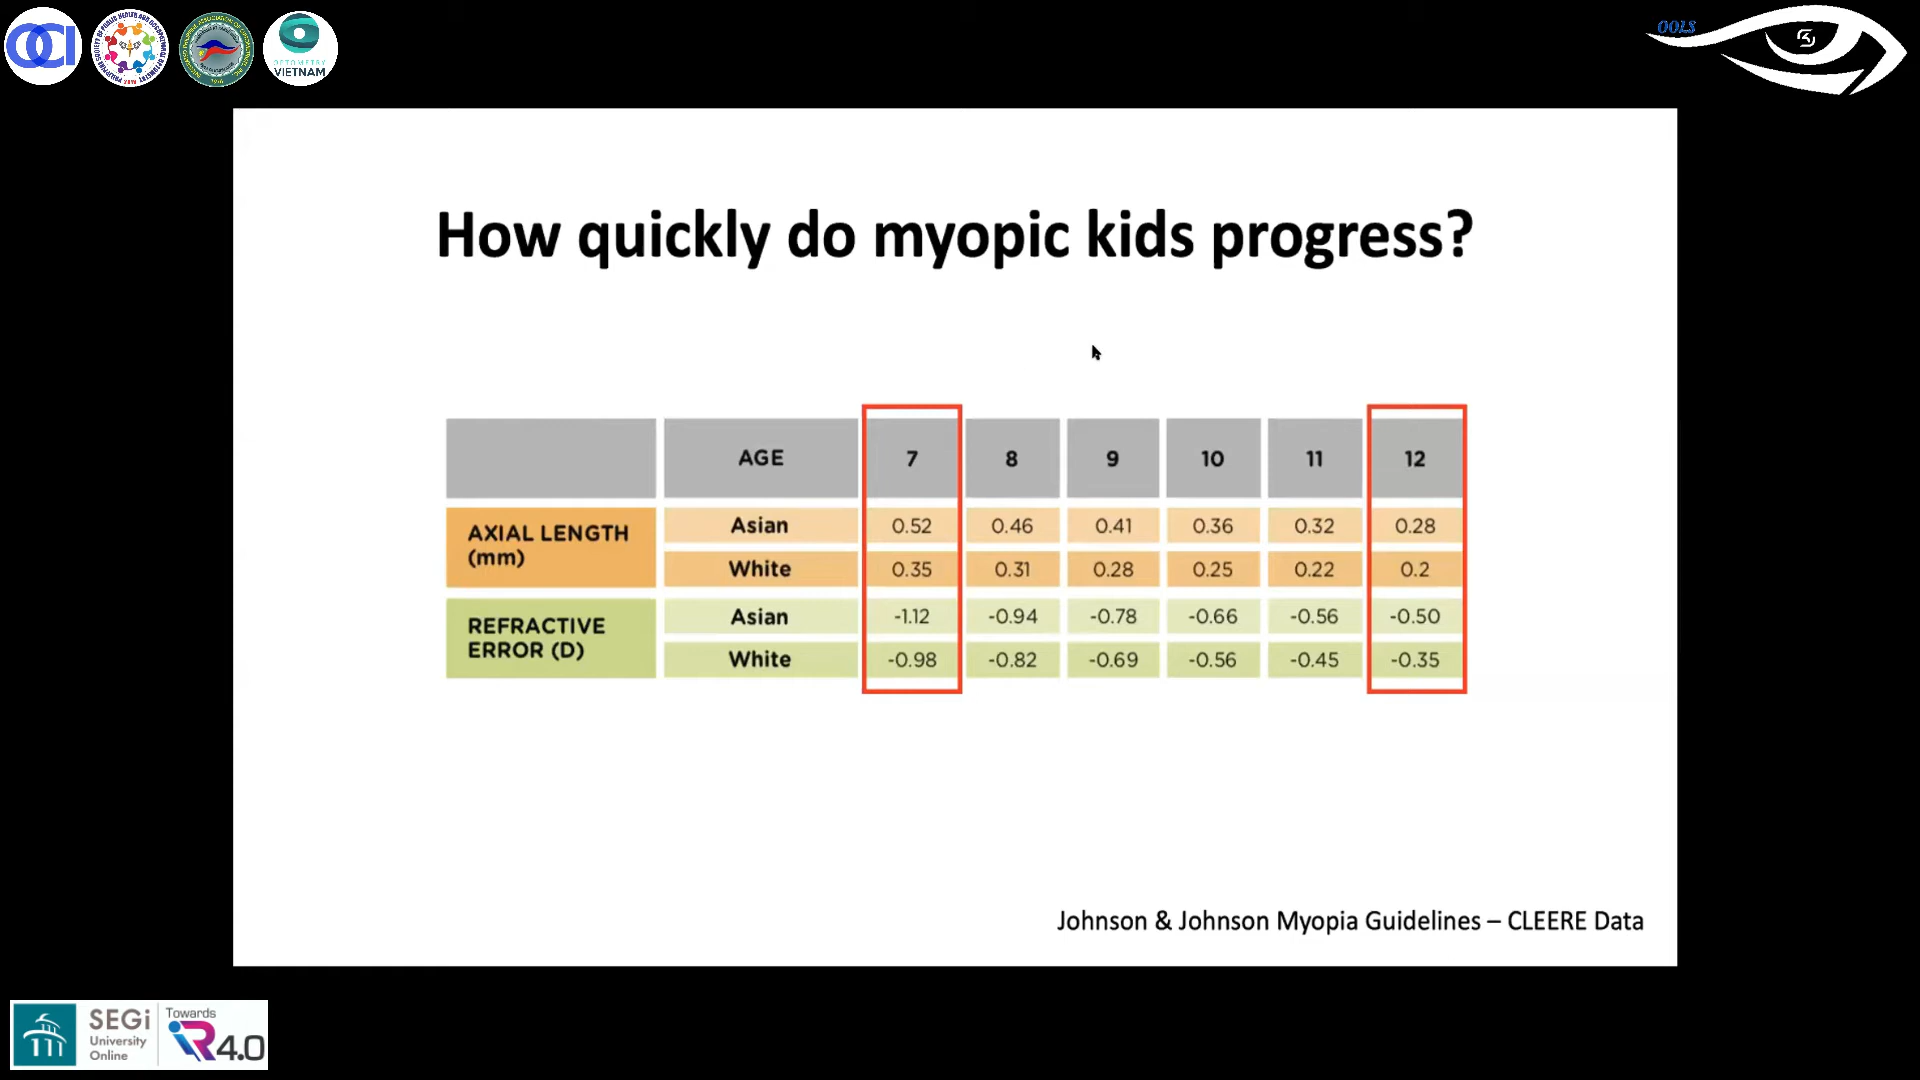 OCI
OPTOMETRY
VIETNAM
OOLS
How quickly do myopic kids progress?
AGE 7 8 9 10 11 12
AXIAL LENGTH (mm)
Asian 0.52 0.46 0.41 0.36 0.32 0.28
White 0.35 0.31 0.28 0.25 0.22 0.2
REFRACTIVE ERROR (D)
Asian -1.12 -0.94 -0.78 -0.66 -0.56 -0.50
White -0.98 -0.82 -0.69 -0.56 -0.45 -0.35
Johnson & Johnson Myopia Guidelines – CLEERE Data
SEGi
University
Online
Towards
iR4.0